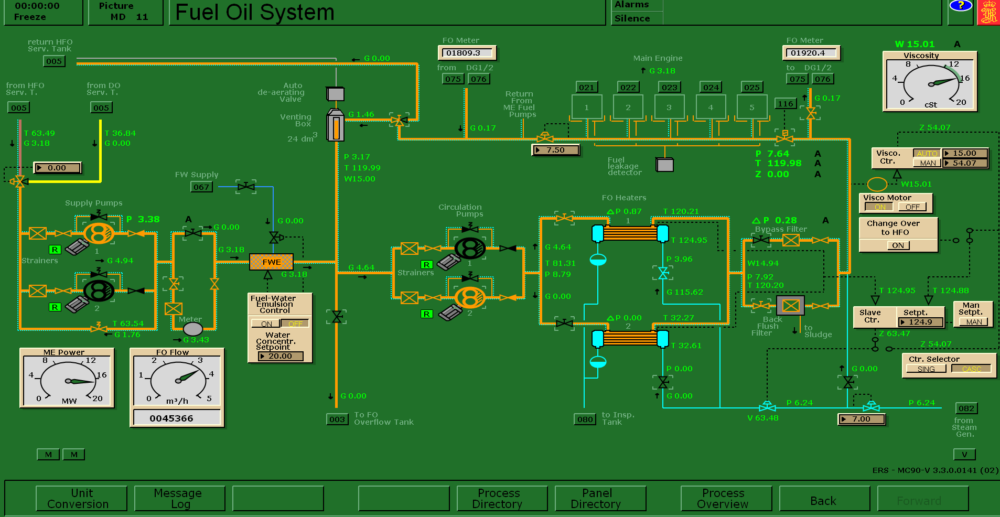 00:00:00
Freeze
Picture
MD 11
Fuel Oil System
Alarms
Silence
?
return HFO
Serv. Tank
005
G 0.00
FO Meter
01809.3
from DG1/2
075 076
Main Engine
G 3.18
FO Meter
01920.4
to DG1/2
075 076
W 15.01 A
Viscosity
8 12
4 16
0 20
cSt
from HFO
Serv. T.
005
from DO
Serv. T.
005
Auto
de-aerating
Valve
Venting
Box
24 dm3
G 1.46
G 0.17
Return
From
ME Fuel
Pumps
021 022 023 024 025
1 2 3 4 5
116
G 0.17
T 63.49
G 3.18
T 36.84
G 0.00
0.00
7.50
Fuel
leakage
detector
P 7.64 A
T 119.98 A
Z 0.00 A
Z 54.07
Visco.
Ctr.
AUTO 15.00
MAN 54.07
W15.01
Visco Motor
ON OFF
Change Over
to HFO
ON
P 3.17
T 119.99
W15.00
FW Supply
067
G 0.00
Supply Pumps
P 3.38 A
G 0.00
R
1
Strainers
G 4.94
G 3.18
FWE
G 3.18
R
2
T 63.54
G 1.76
Meter
G 3.43
Fuel-Water
Emulsion
Control
ON OFF
Water
Concentr.
Setpoint
20.00
G 4.64
Circulation
Pumps
R
1
Strainers
R
2
G 4.64
T 81.31
P 8.79
G 0.00
FO Heaters
P 0.87
1
T 120.21
T 124.95
P 3.96
G 115.62
P 0.00
2
T 32.27
T 32.61
P 0.00
G 0.00
P 0.28 A
Bypass Filter
W14.94
P 7.92
T 120.20
Back
Flush
Filter
to
Sludge
T 124.95
T 124.88
Slave
Ctr.
Setpt.
124.9
Man
Setpt.
MAN
Z 63.47
Z 54.07
Ctr. Selector
SING CASC
G 0.00
P 6.24
P 6.24
V 63.48
7.00
082
from
Steam
Gen.
ME Power
8 12
4 16
0 20
MW
FO Flow
2 3
1 4
0 5
m³/h
0045366
G 0.00
003
To FO
Overflow Tank
080
to Insp.
Tank
M M
V
ERS - MC90-V 3.3.0.0141 (02)
Unit
Conversion
Message
Log
Process
Directory
Panel
Directory
Process
Overview
Back
Forward